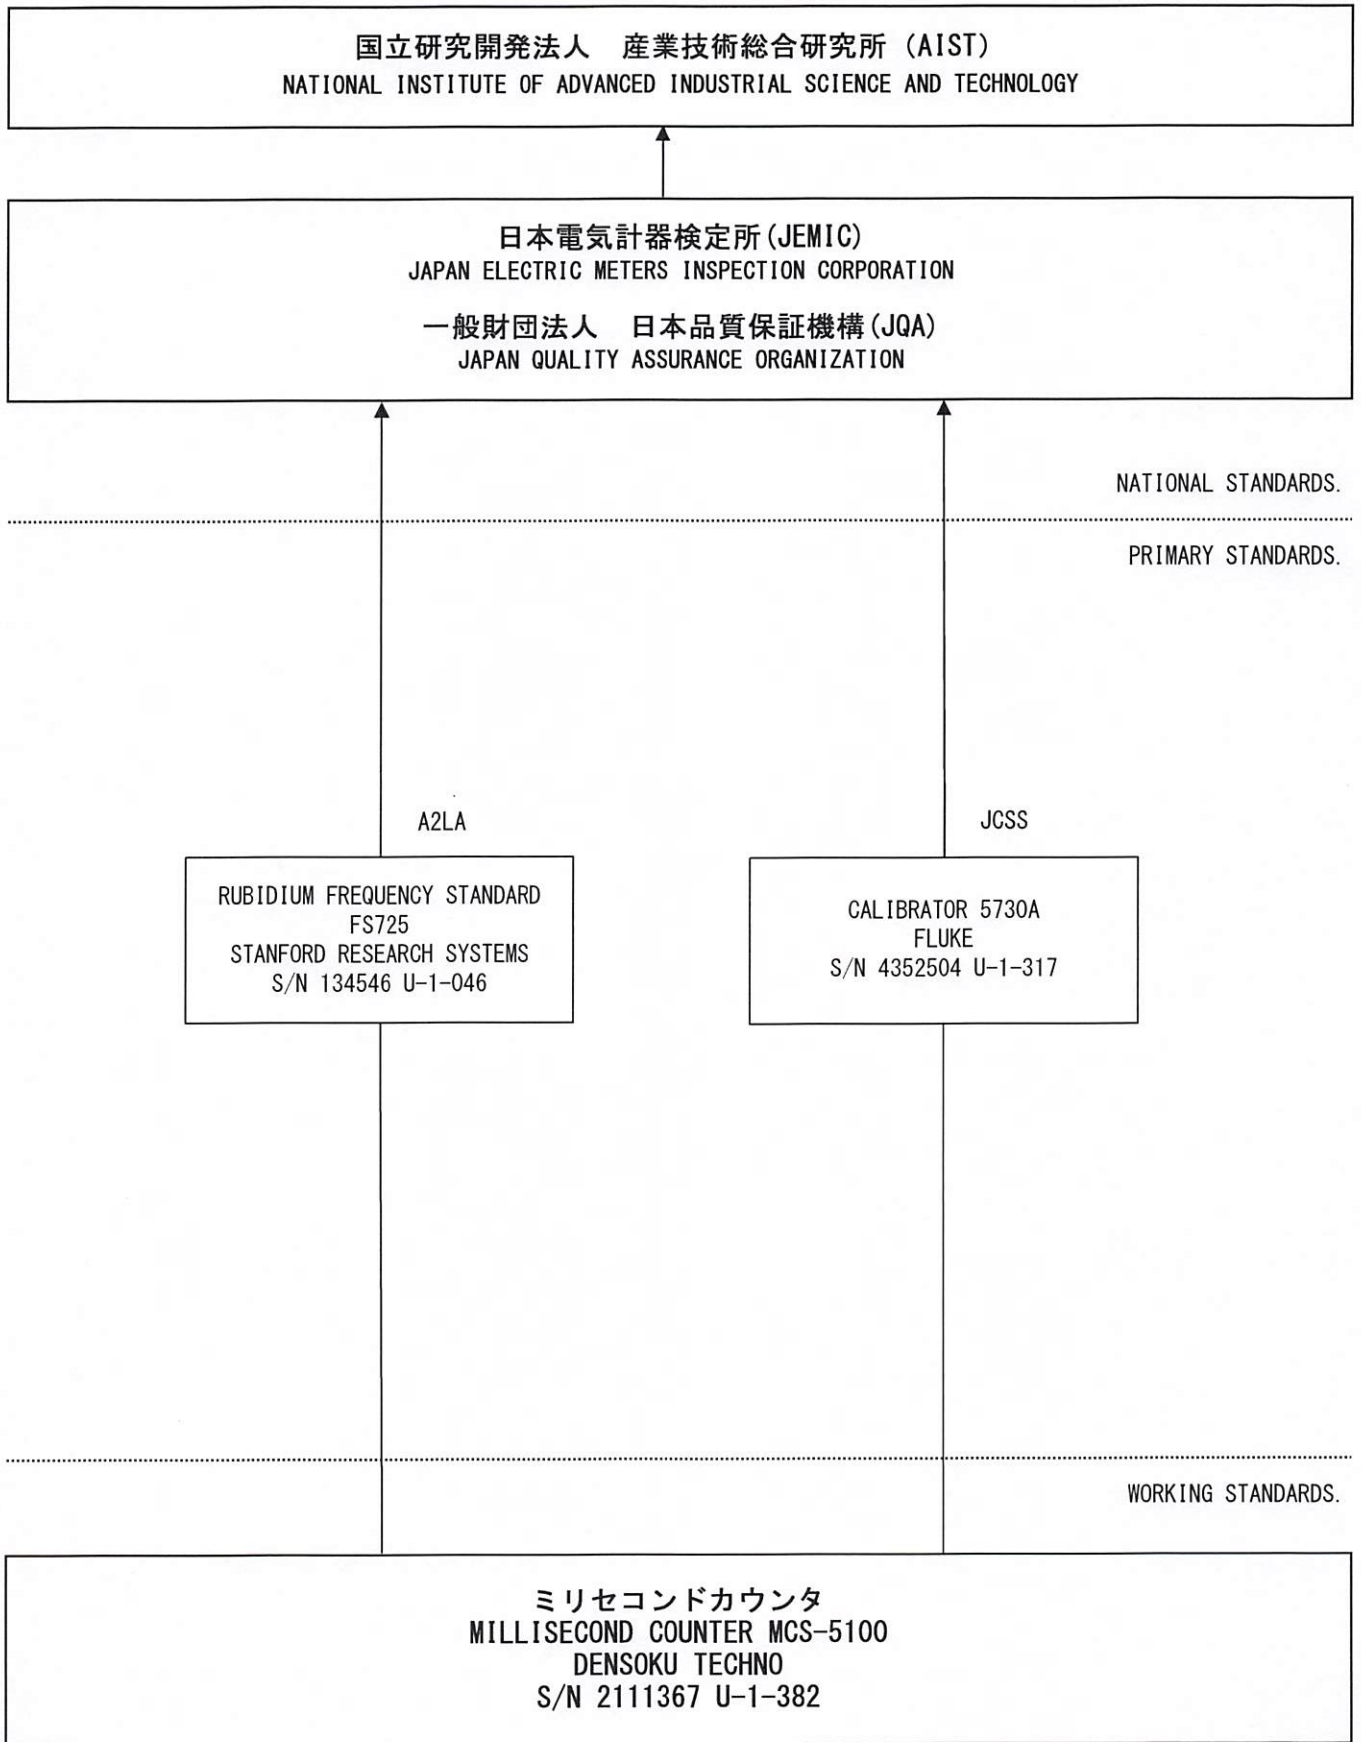 国立研究開発法人　産業技術総合研究所 (AIST)
NATIONAL INSTITUTE OF ADVANCED INDUSTRIAL SCIENCE AND TECHNOLOGY
日本電気計器検定所(JEMIC)
JAPAN ELECTRIC METERS INSPECTION CORPORATION
一般財団法人　日本品質保証機構(JQA)
JAPAN QUALITY ASSURANCE ORGANIZATION
NATIONAL STANDARDS.
PRIMARY STANDARDS.
A2LA
JCSS
RUBIDIUM FREQUENCY STANDARD
FS725
STANFORD RESEARCH SYSTEMS
S/N 134546 U-1-046
CALIBRATOR 5730A
FLUKE
S/N 4352504 U-1-317
WORKING STANDARDS.
ミリセコンドカウンタ
MILLISECOND COUNTER MCS-5100
DENSOKU TECHNO
S/N 2111367 U-1-382